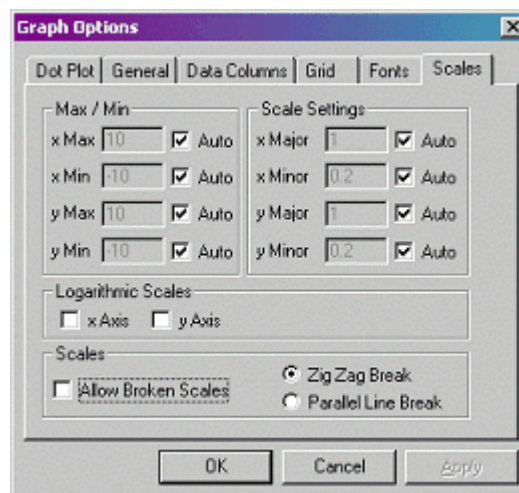 Graph Options
Dot Plot General Data Columns Grid Fonts Scales
Max / Min
x Max 10 Auto
x Min -10 Auto
y Max 10 Auto
y Min -10 Auto
Scale Settings
x Major 1 Auto
x Minor 0.2 Auto
y Major 1 Auto
y Minor 0.2 Auto
Logarithmic Scales
x Axis y Axis
Scales
Allow Broken Scales
Zig Zag Break
Parallel Line Break
OK Cancel Apply